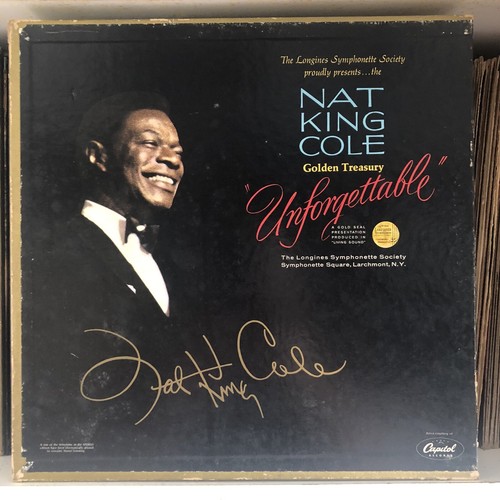 The Longines Symphonette Society
proudly presents...the
NAT
KING
COLE
Golden Treasury
"Unforgettable"
A GOLD SEAL
PRESENTATION
PRODUCED IN
"LIVING SOUND"
The Longines Symphonette Society
Symphonette Square, Larchmont, N.Y.
Nat King Cole
Capitol
RECORDS